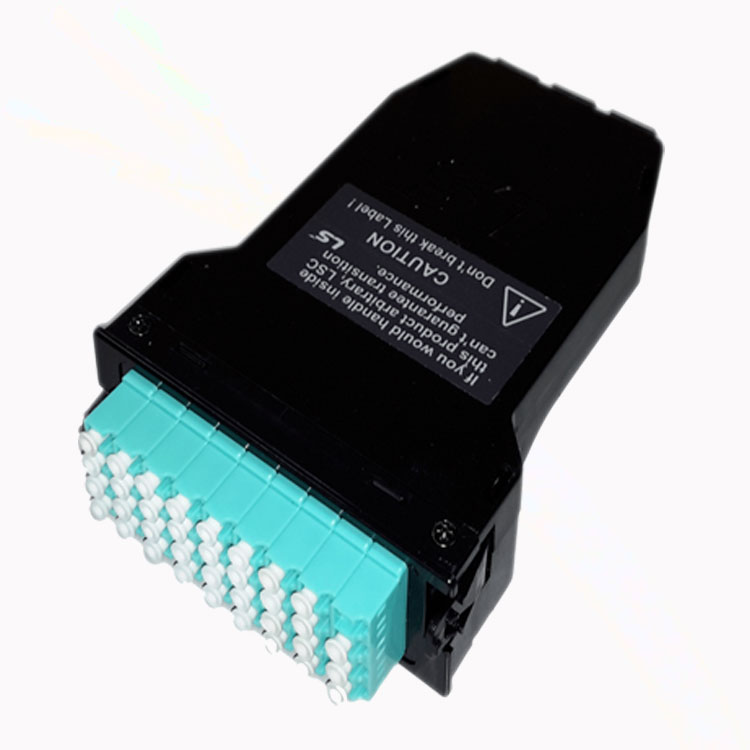 Don't break this Label !
CAUTION LS
If you would handle inside
this product arbitrary, LSC
can't guarantee transition
performance.